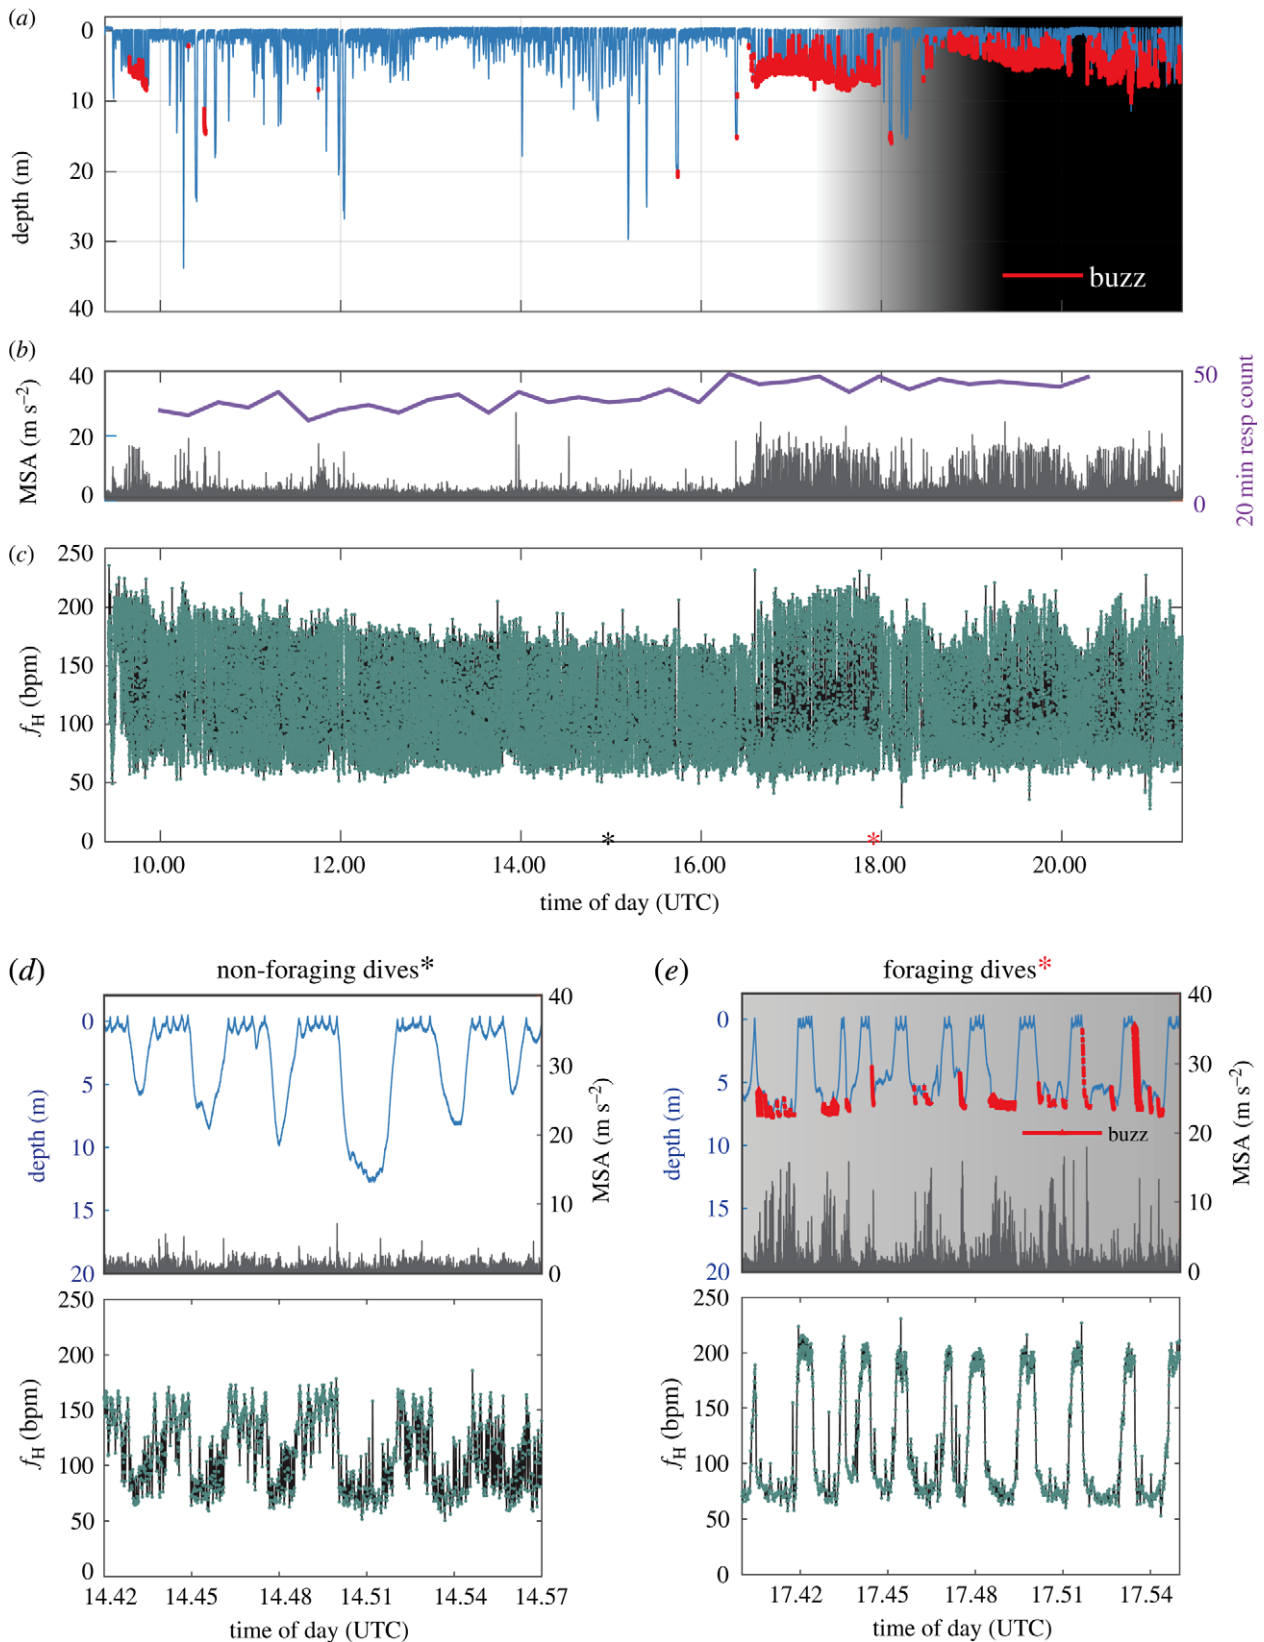 (a)
0
10
20
30
40
depth (m)
buzz
(b)
40
20
0
MSA (m s−2)
50
0
20 min resp count
(c)
250
200
150
100
50
0
fH (bpm)
* *
10.00 12.00 14.00 16.00 18.00 20.00
time of day (UTC)
(d) non-foraging dives*
0
5
10
15
20
depth (m)
40
30
20
10
0
MSA (m s−2)
250
200
150
100
50
0
fH (bpm)
14.42 14.45 14.48 14.51 14.54 14.57
time of day (UTC)
(e) foraging dives*
0
5
10
15
20
depth (m)
buzz
40
30
20
10
0
MSA (m s−2)
250
200
150
100
50
0
fH (bpm)
17.42 17.45 17.48 17.51 17.54
time of day (UTC)